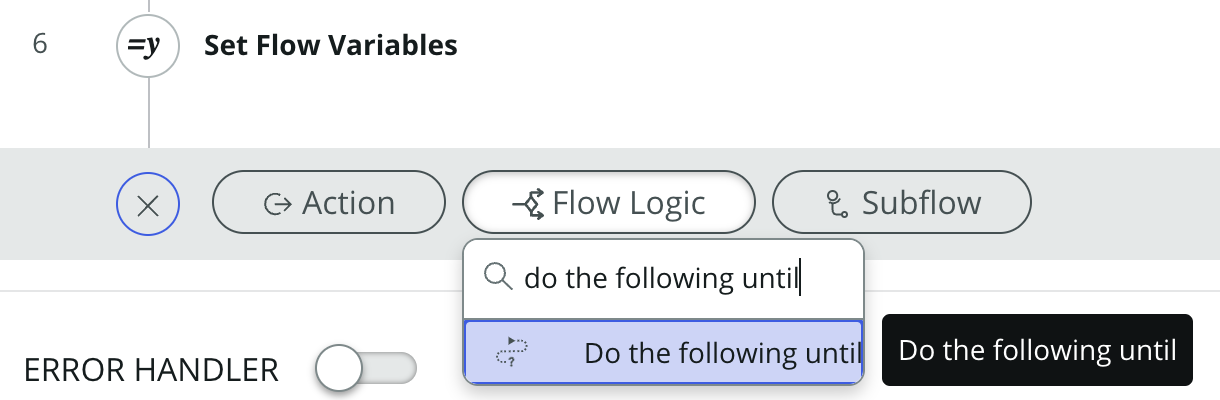 6
=y
Set Flow Variables
Action
Flow Logic
Subflow
do the following until
Do the following until
Do the following until
ERROR HANDLER
?